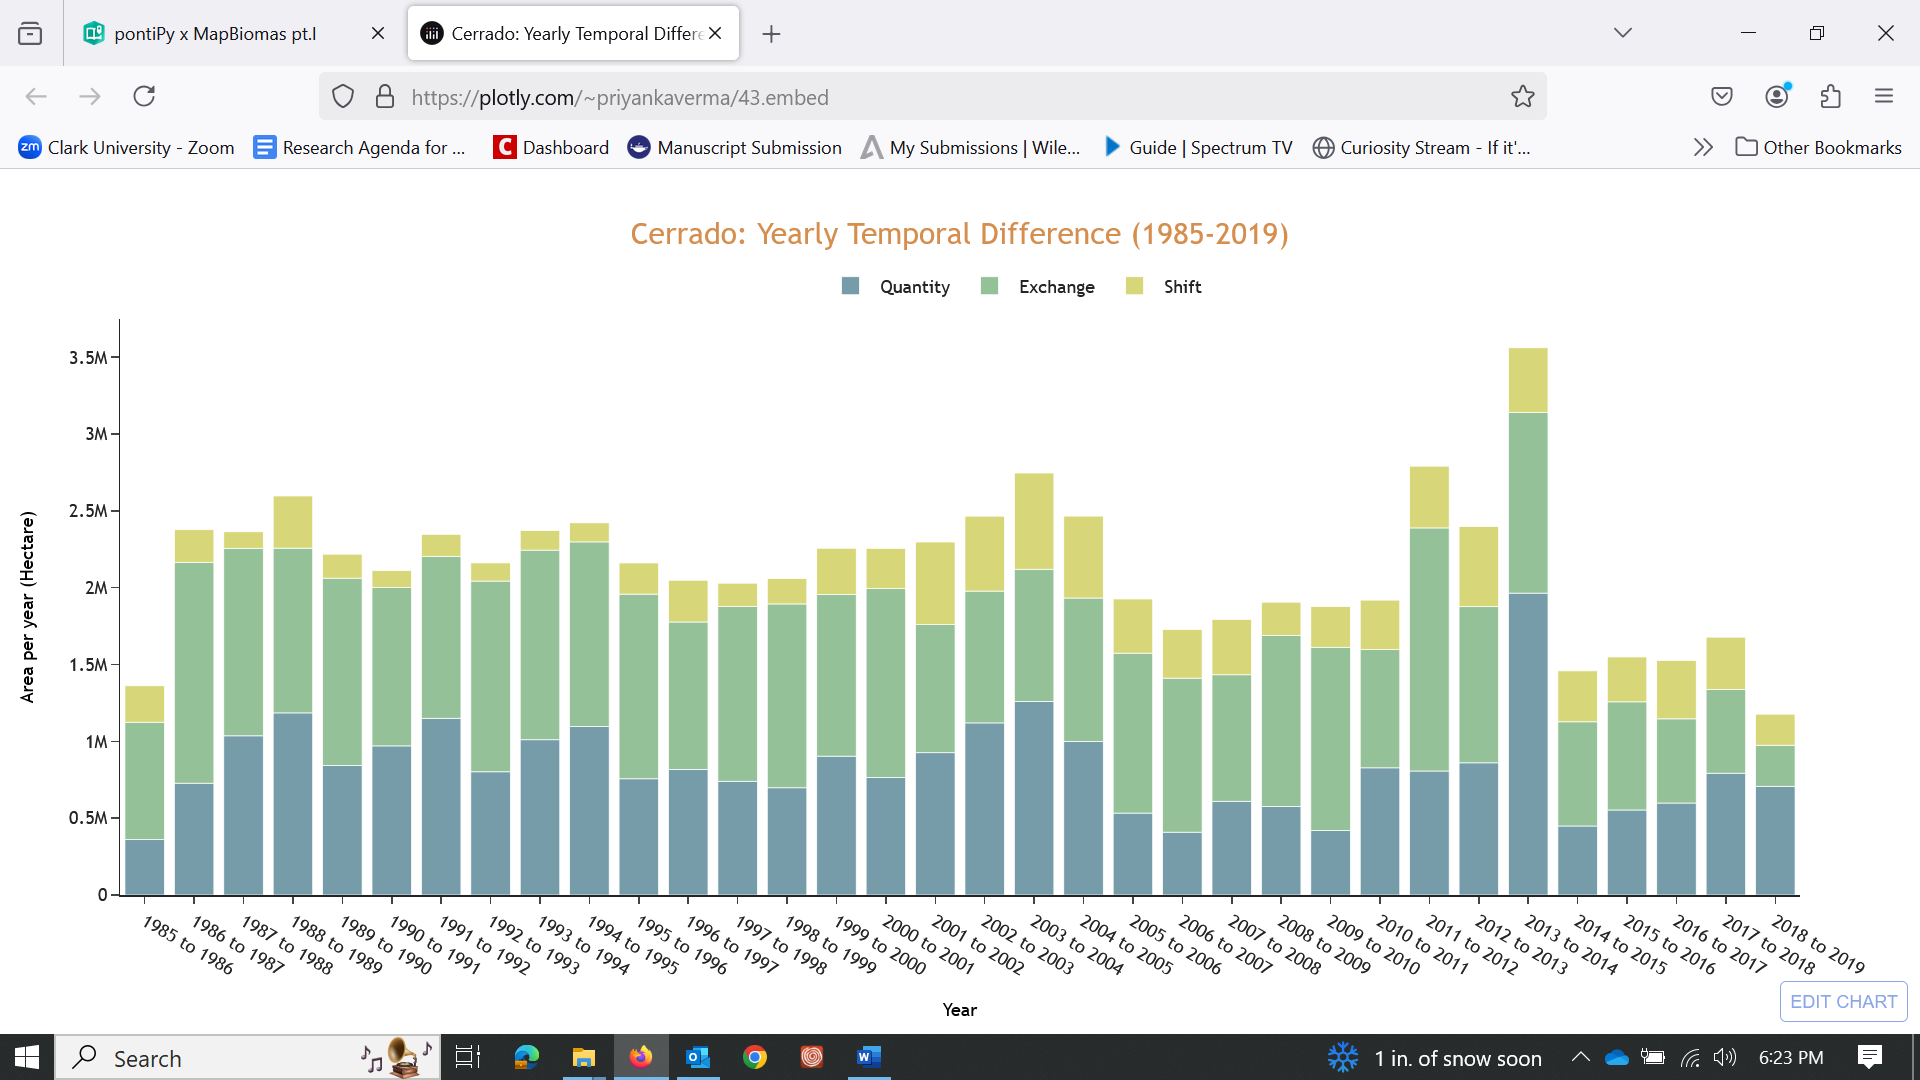 pontiPy x MapBiomas pt.I
Cerrado: Yearly Temporal Differe
https://plotly.com/~priyankaverma/43.embed
zm Clark University - Zoom
Research Agenda for ...
C Dashboard
Manuscript Submission
My Submissions | Wile...
Guide | Spectrum TV
Curiosity Stream - If it'...
Other Bookmarks
Cerrado: Yearly Temporal Difference (1985-2019)
Quantity Exchange Shift
Area per year (Hectare)
3.5M
3M
2.5M
2M
1.5M
1M
0.5M
0
1985 to 1986
1986 to 1987
1987 to 1988
1988 to 1989
1989 to 1990
1990 to 1991
1991 to 1992
1992 to 1993
1993 to 1994
1994 to 1995
1995 to 1996
1996 to 1997
1997 to 1998
1998 to 1999
1999 to 2000
2000 to 2001
2001 to 2002
2002 to 2003
2003 to 2004
2004 to 2005
2005 to 2006
2006 to 2007
2007 to 2008
2008 to 2009
2009 to 2010
2010 to 2011
2011 to 2012
2012 to 2013
2013 to 2014
2014 to 2015
2015 to 2016
2016 to 2017
2017 to 2018
2018 to 2019
Year
EDIT CHART
Search
1 in. of snow soon
6:23 PM